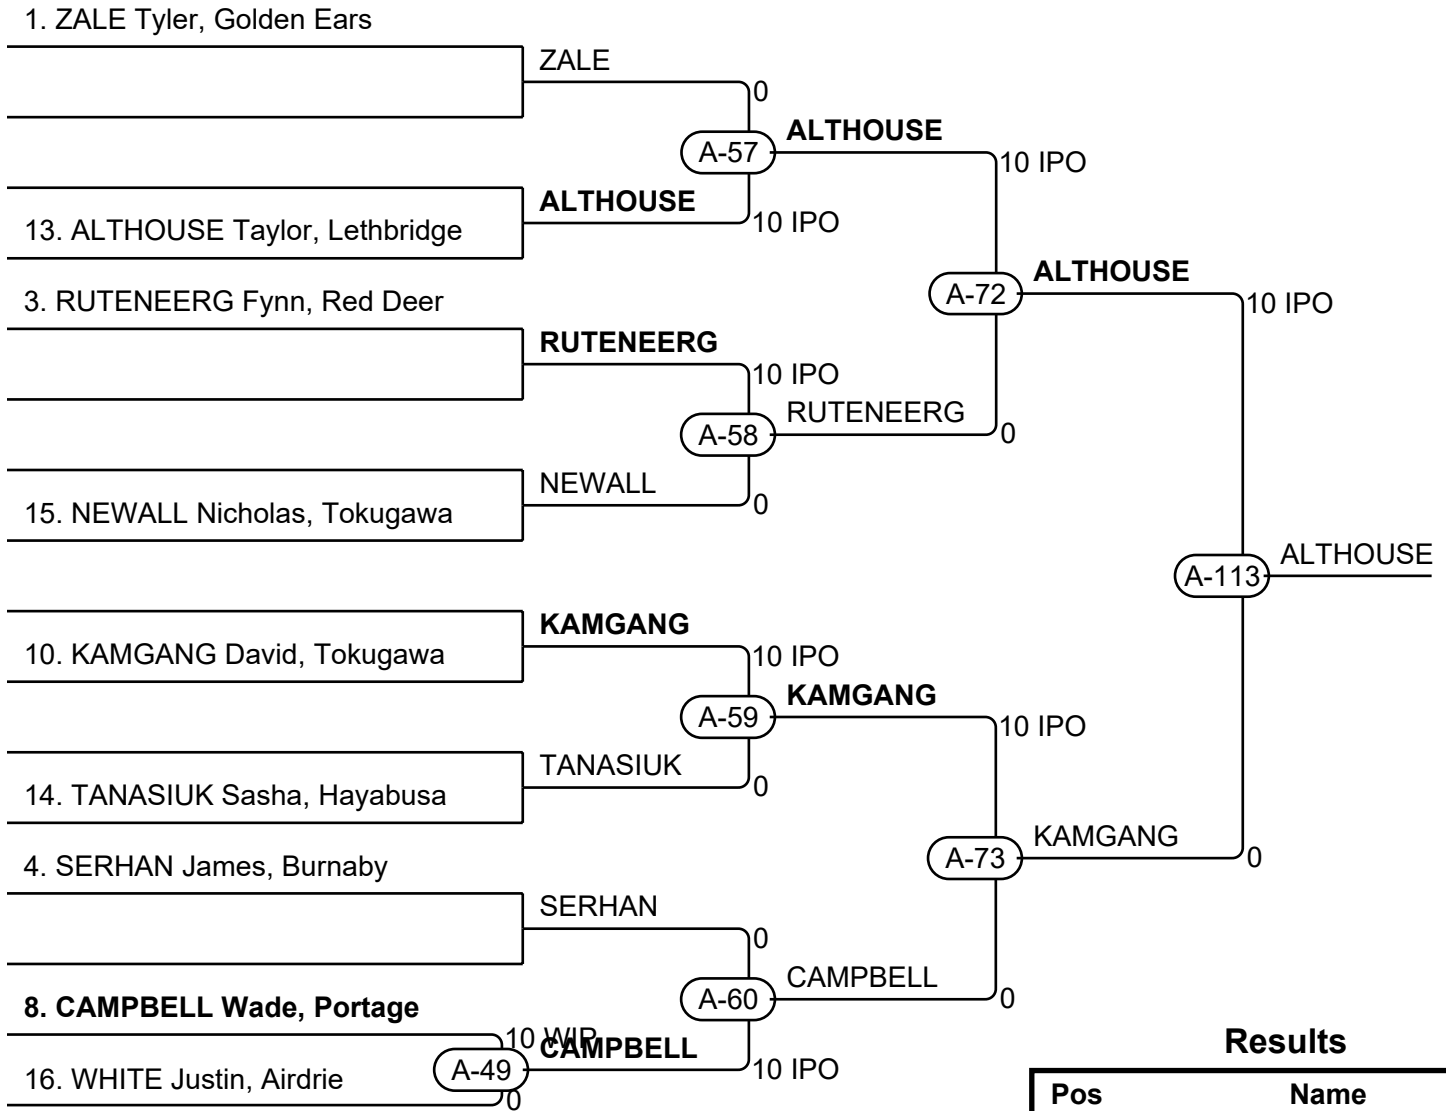 1. ZALE Tyler, Golden Ears
ZALE
0
A-57
ALTHOUSE
10 IPO
ALTHOUSE
10 IPO
13. ALTHOUSE Taylor, Lethbridge
3. RUTENEERG Fynn, Red Deer
A-72
ALTHOUSE
10 IPO
RUTENEERG
10 IPO
A-58
RUTENEERG
0
NEWALL
0
15. NEWALL Nicholas, Tokugawa
A-113
ALTHOUSE
KAMGANG
10 IPO
10. KAMGANG David, Tokugawa
A-59
KAMGANG
10 IPO
TANASIUK
0
14. TANASIUK Sasha, Hayabusa
A-73
KAMGANG
0
4. SERHAN James, Burnaby
SERHAN
0
A-60
CAMPBELL
0
8. CAMPBELL Wade, Portage
10 WIP
A-49
CAMPBELL
10 IPO
16. WHITE Justin, Airdrie
0
Results
Pos Name